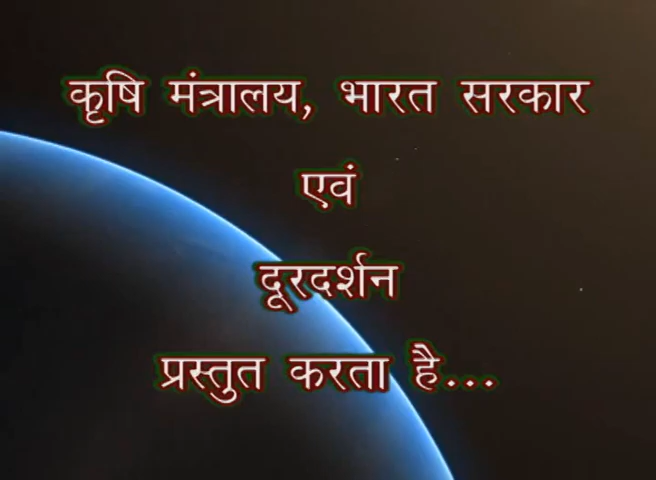 कृषि मंत्रालय, भारत सरकार
एवं
दूरदर्शन
प्रस्तुत करता है...